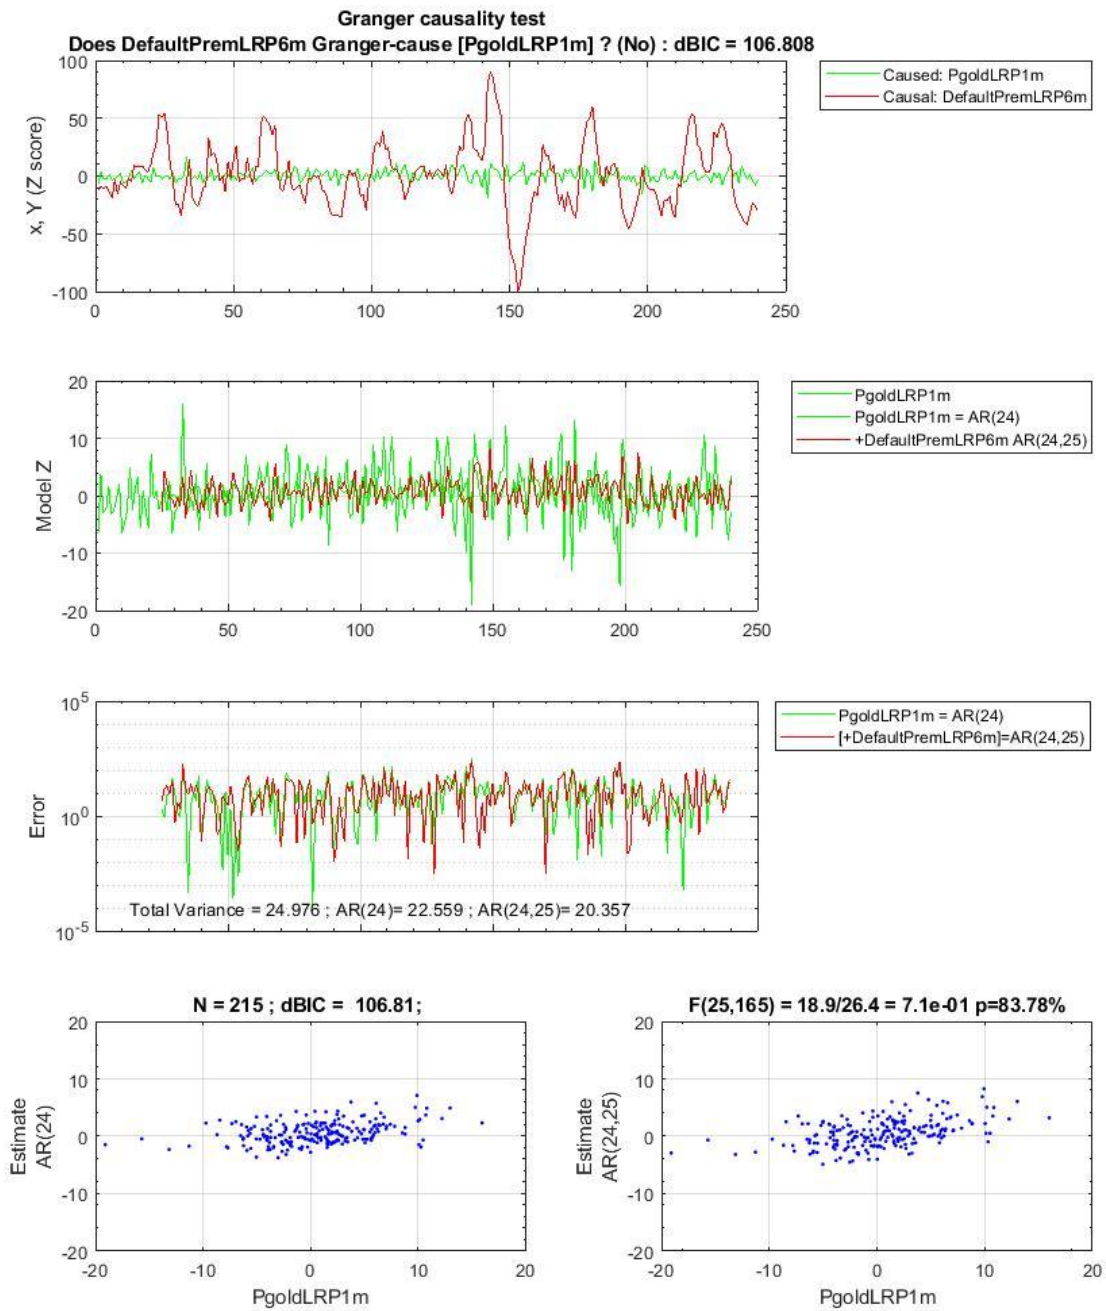 Granger causality test
Does DefaultPremLRP6m Granger-cause [PgoldLRP1m] ? (No) : dBIC = 106.808
100
50
0
-50
-100
x, Y (Z score)
0 50 100 150 200 250
Caused: PgoldLRP1m
Causal: DefaultPremLRP6m
20
10
0
-10
-20
Model Z
0 50 100 150 200 250
PgoldLRP1m
PgoldLRP1m = AR(24)
+DefaultPremLRP6m AR(24,25)
10^5
10^0
10^-5
Error
Total Variance = 24.976 ; AR(24)= 22.559 ; AR(24,25)= 20.357
PgoldLRP1m = AR(24)
[+DefaultPremLRP6m]=AR(24,25)
N = 215 ; dBIC = 106.81;
20
10
0
-10
-20
Estimate
AR(24)
-20 -10 0 10 20
PgoldLRP1m
F(25,165) = 18.9/26.4 = 7.1e-01 p=83.78%
20
10
0
-10
-20
Estimate
AR(24,25)
-20 -10 0 10 20
PgoldLRP1m